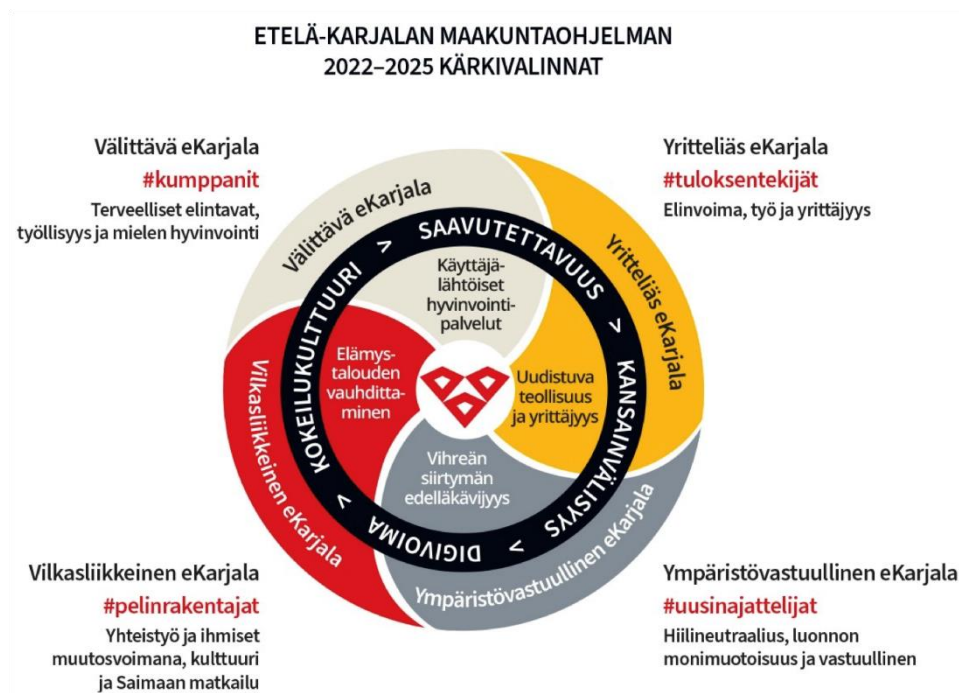 ETELÄ-KARJALAN MAAKUNTAOHJELMAN
2022–2025 KÄRKIVALINNAT
Välittävä eKarjala
#kumppanit
Terveelliset elintavat,
työllisyys ja mielen hyvinvointi
Yritteliäs eKarjala
#tuloksentekijät
Elinvoima, työ ja yrittäjyys
Välittävä eKarjala
Yritteliäs eKarjala
Ympäristövastuullinen eKarjala
Vilkasliikkeinen eKarjala
KOKEILUKULTTUURI > SAAVUTETTAVUUS > KANSAINVÄLISYYS > DIGIVOIMA >
Käyttäjä-
lähtöiset
hyvinvointi-
palvelut
Elämys-
talouden
vauhditta-
minen
Uudistuva
teollisuus
ja yrittäjyys
Vihreän
siirtymän
edelläkävijyys
Vilkasliikkeinen eKarjala
#pelinrakentajat
Yhteistyö ja ihmiset
muutosvoimana, kulttuuri
ja Saimaan matkailu
Ympäristövastuullinen eKarjala
#uusinajattelijat
Hiilineutraalius, luonnon
monimuotoisuus ja vastuullinen